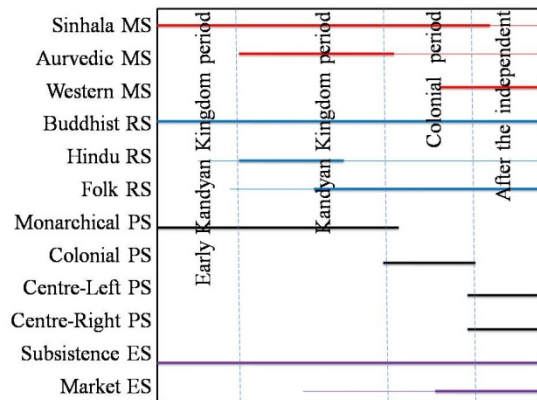 Sinhala MS
Aurvedic MS
Western MS
Buddhist RS
Hindu RS
Folk RS
Monarchical PS
Colonial PS
Centre-Left PS
Centre-Right PS
Subsistence ES
Market ES
Early Kandyan Kingdom period
Kandyan Kingdom period
Colonial period
After the independent